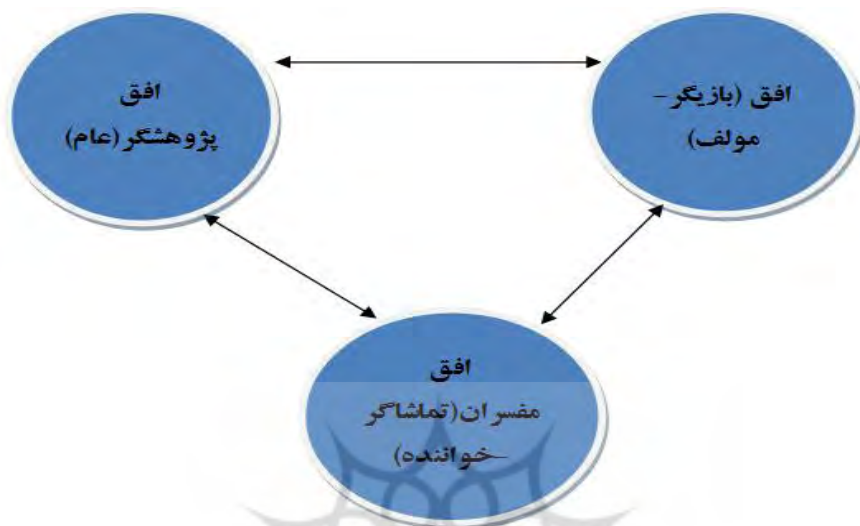 افق (بازیگر-
مولف)
افق
پژوهشگر(عام)
افق
مفسران(تماشاگر
-خواننده)